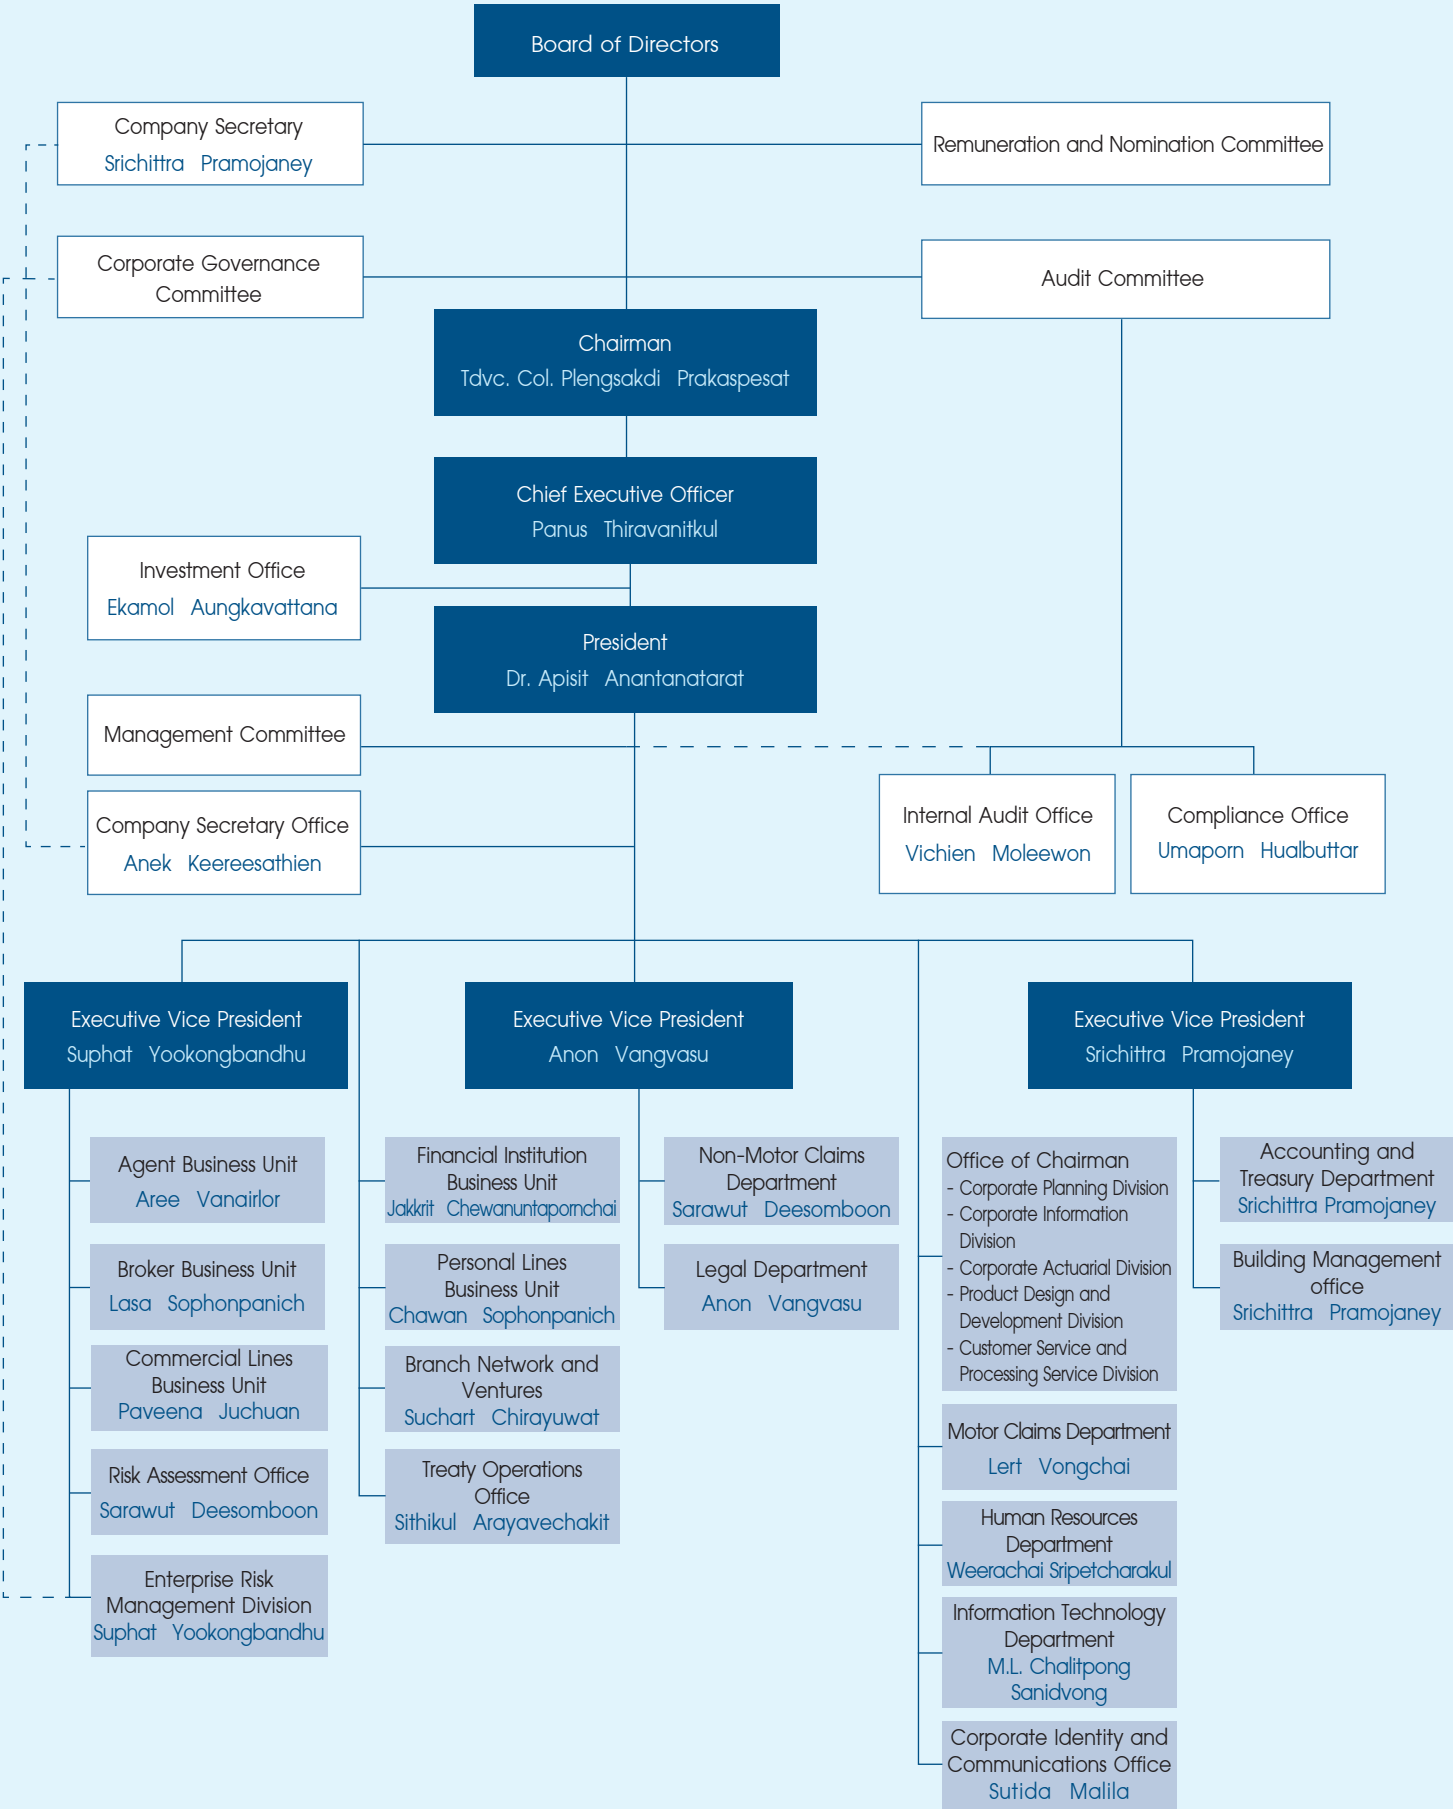 Board of Directors
Company Secretary
Srichittra Pramojaney
Remuneration and Nomination Committee
Corporate Governance
Committee
Audit Committee
Chairman
Tdvc. Col. Plengsakdi Prakaspesat
Chief Executive Officer
Panus Thiravanitkul
Investment Office
Ekamol Aungkavattana
President
Dr. Apisit Anantanatarat
Management Committee
Company Secretary Office
Anek Keereesathien
Internal Audit Office
Vichien Moleewon
Compliance Office
Umaporn Hualbuttar
Executive Vice President
Suphat Yookongbandhu
Executive Vice President
Anon Vangvasu
Executive Vice President
Srichittra Pramojaney
Agent Business Unit
Aree Vanairlor
Broker Business Unit
Lasa Sophonpanich
Commercial Lines
Business Unit
Paveena Juchuan
Risk Assessment Office
Sarawut Deesomboon
Enterprise Risk
Management Division
Suphat Yookongbandhu
Financial Institution
Business Unit
Jakkrit Chewanuntapornchai
Personal Lines
Business Unit
Chawan Sophonpanich
Branch Network and
Ventures
Suchart Chirayuwat
Treaty Operations
Office
Sithikul Arayavechakit
Non-Motor Claims
Department
Sarawut Deesomboon
Legal Department
Anon Vangvasu
Office of Chairman
- Corporate Planning Division
- Corporate Information
Division
- Corporate Actuarial Division
- Product Design and
Development Division
- Customer Service and
Processing Service Division
Motor Claims Department
Lert Vongchai
Human Resources
Department
Weerachai Sripetcharakul
Information Technology
Department
M.L. Chalitpong
Sanidvong
Corporate Identity and
Communications Office
Sutida Malila
Accounting and
Treasury Department
Srichittra Pramojaney
Building Management
office
Srichittra Pramojaney